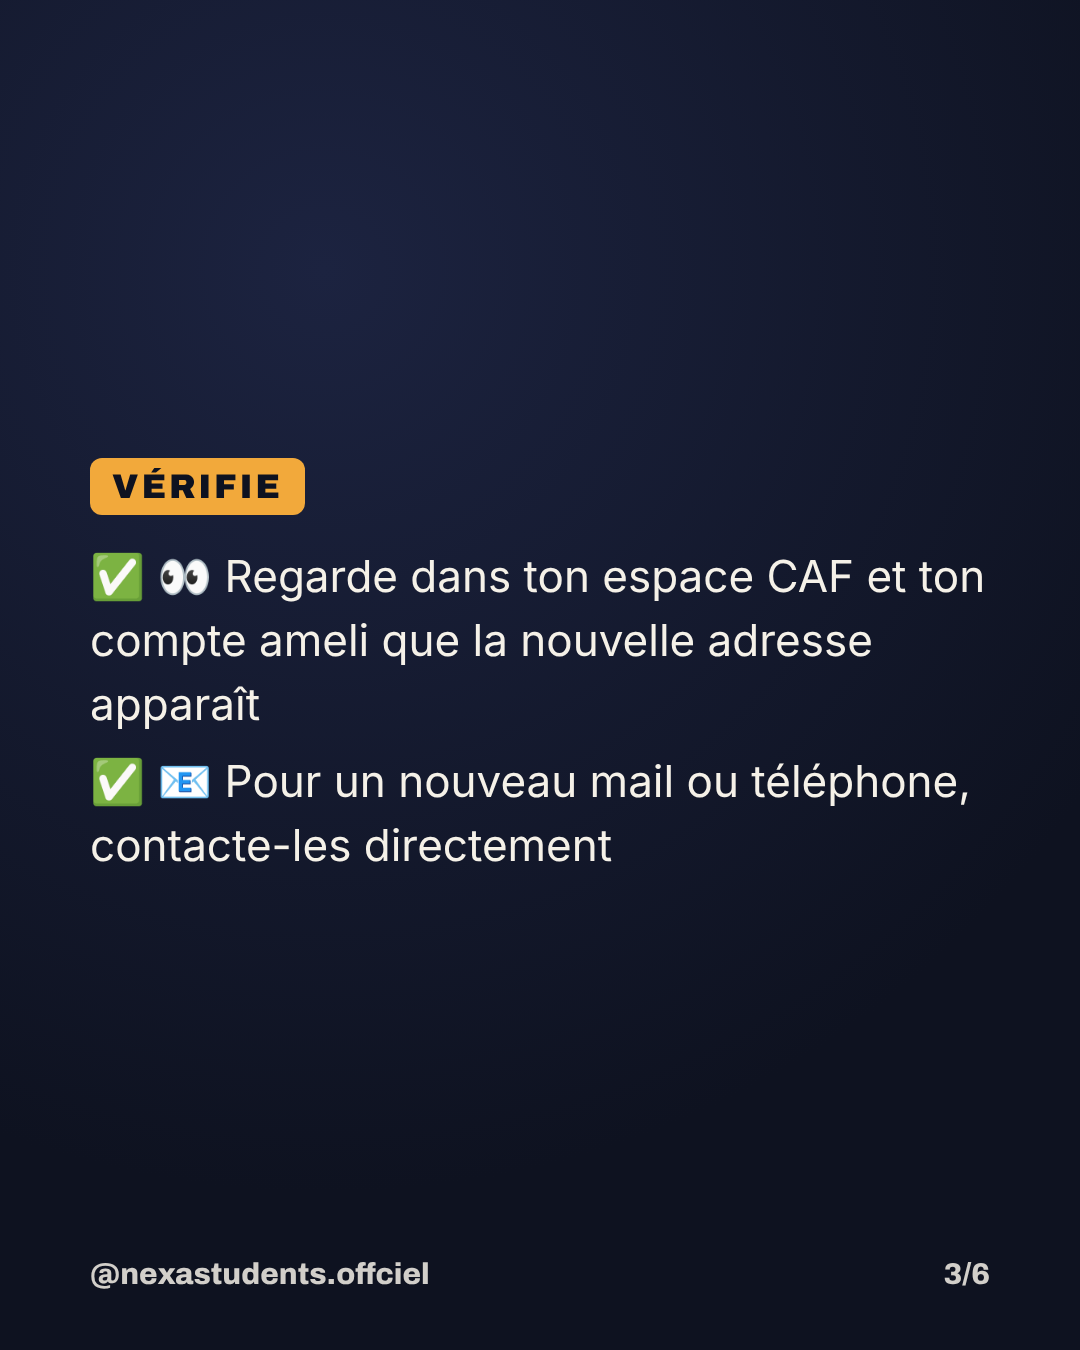 VÉRIFIE
✅ 👀 Regarde dans ton espace CAF et ton
compte ameli que la nouvelle adresse
apparaît
✅ 📧 Pour un nouveau mail ou téléphone,
contacte-les directement
@nexastudents.offciel
3/6